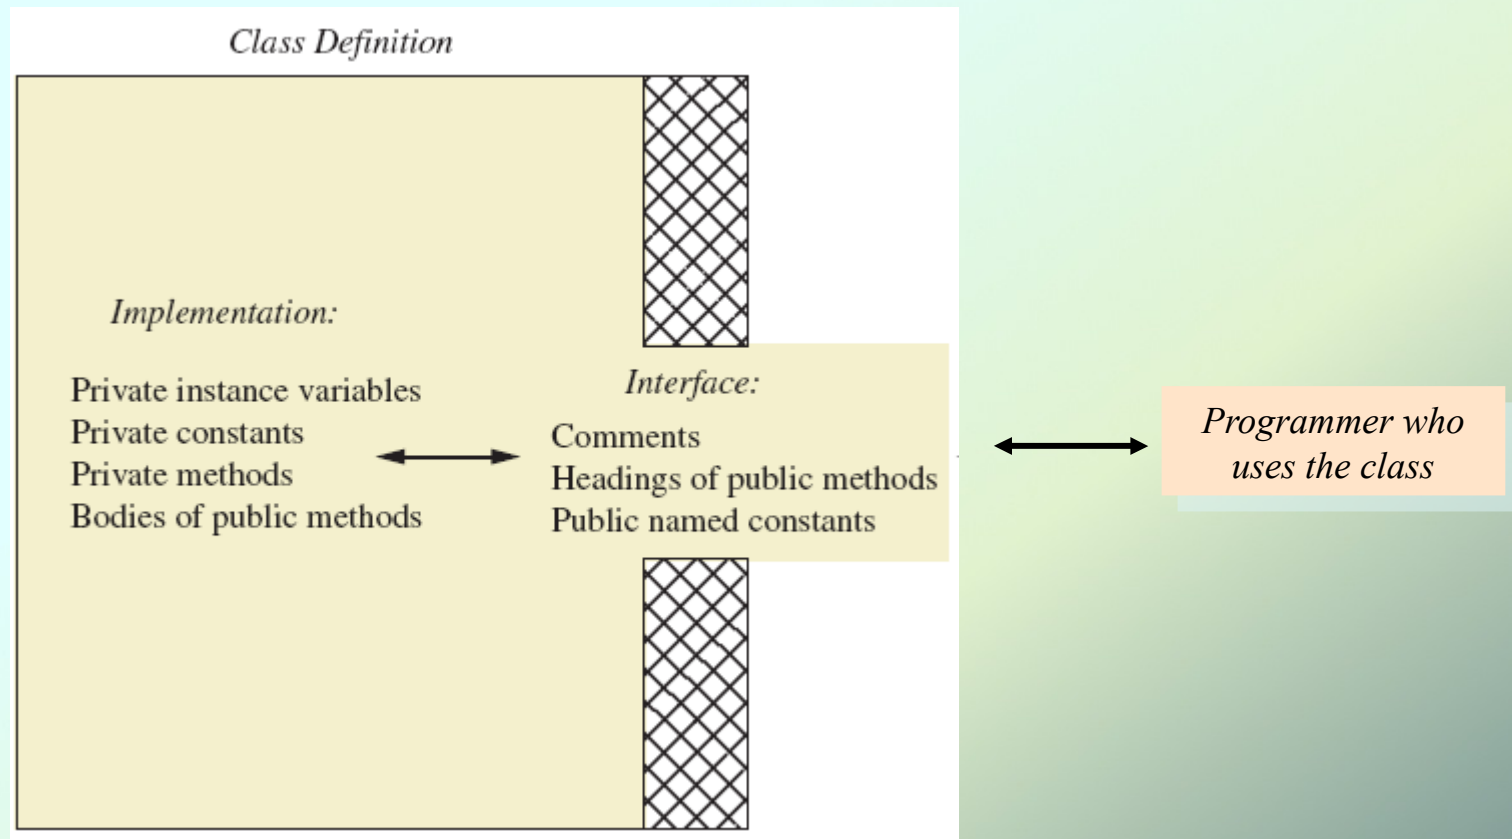 Class Definition
Implementation:
Private instance variables
Private constants
Private methods
Bodies of public methods
Interface:
Comments
Headings of public methods
Public named constants
Programmer who
uses the class